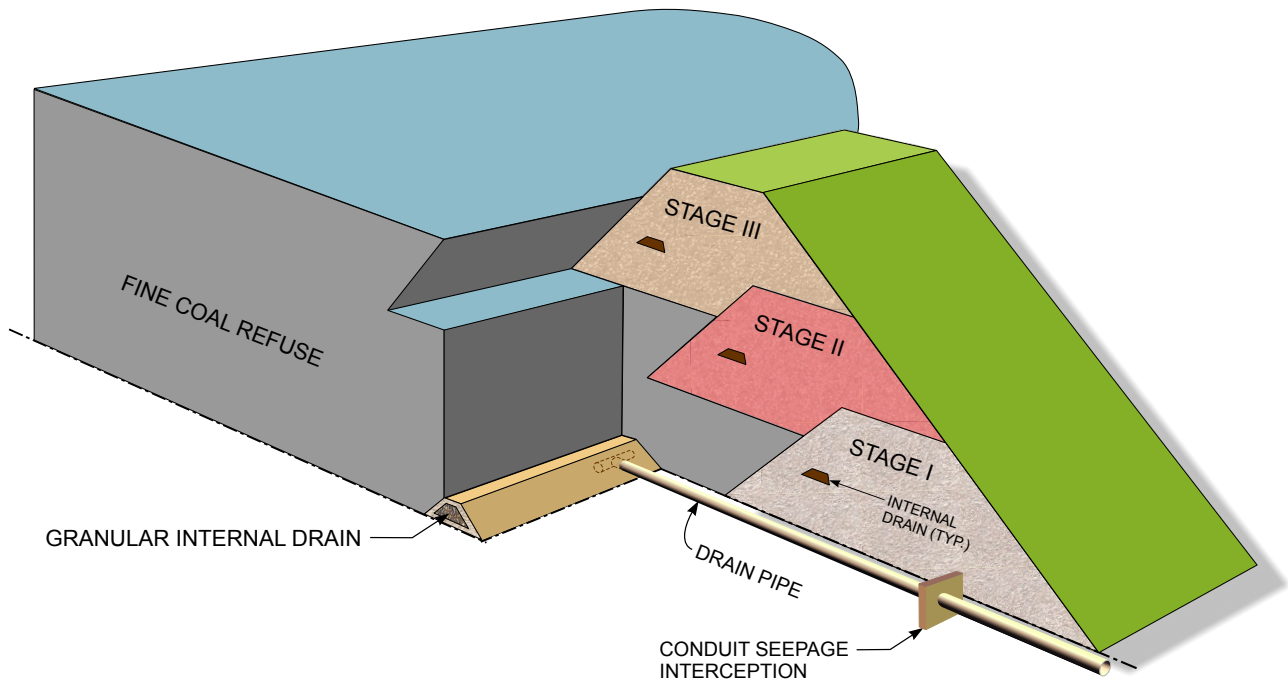 STAGE III
FINE COAL REFUSE
STAGE II
STAGE I
INTERNAL
DRAIN (TYP.)
GRANULAR INTERNAL DRAIN
DRAIN PIPE
CONDUIT SEEPAGE
INTERCEPTION